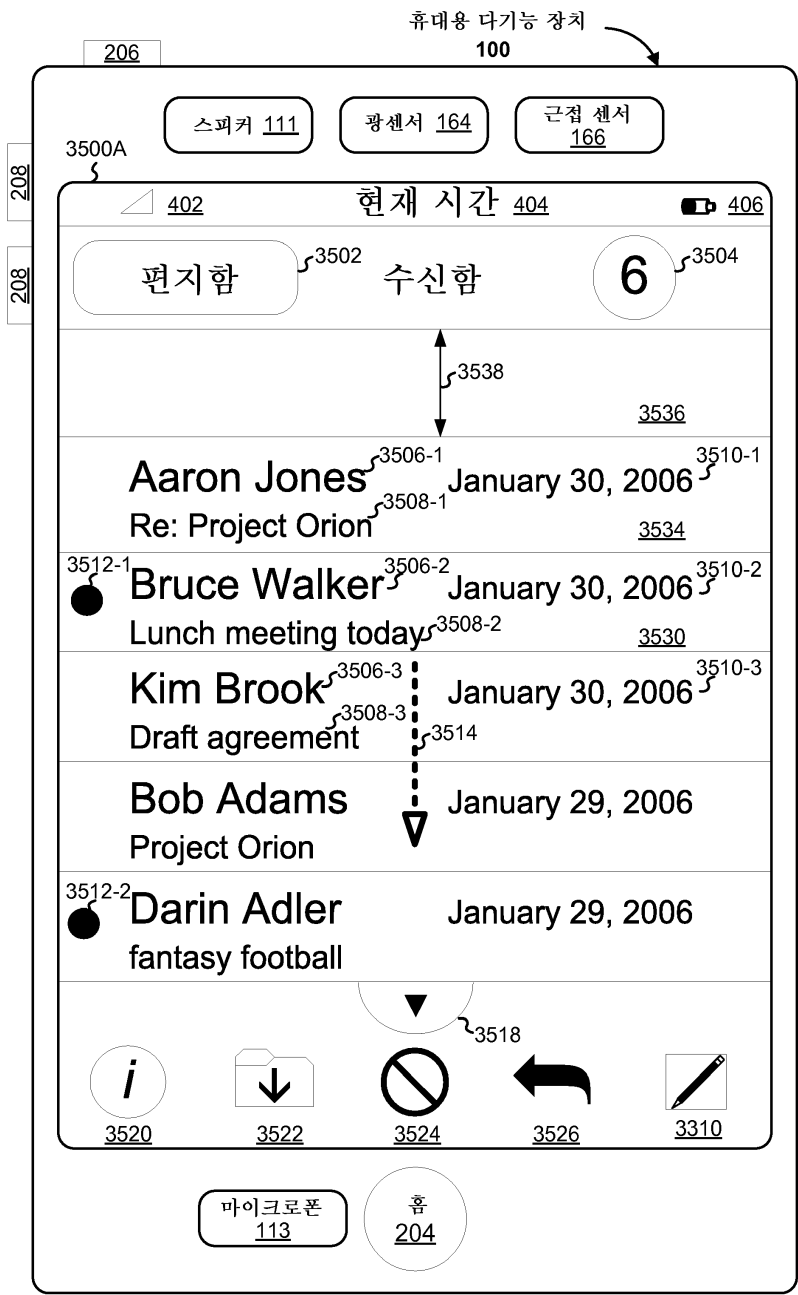 휴대용 다기능 장치
100
206
스피커 111
광센서 164
근접 센서
166
3500A
208
208
402
현재 시간 404
406
편지함
3502
수신함
6
3504
3538
3536
Aaron Jones
3506-1
January 30, 2006
3510-1
Re: Project Orion
3508-1
3534
3512-1
Bruce Walker
3506-2
January 30, 2006
3510-2
Lunch meeting today
3508-2
3530
Kim Brook
3506-3
January 30, 2006
3510-3
Draft agreement
3508-3
3514
Bob Adams
January 29, 2006
Project Orion
3512-2
Darin Adler
January 29, 2006
fantasy football
3518
i
3520
3522
3524
3526
3310
마이크로폰
113
홈
204